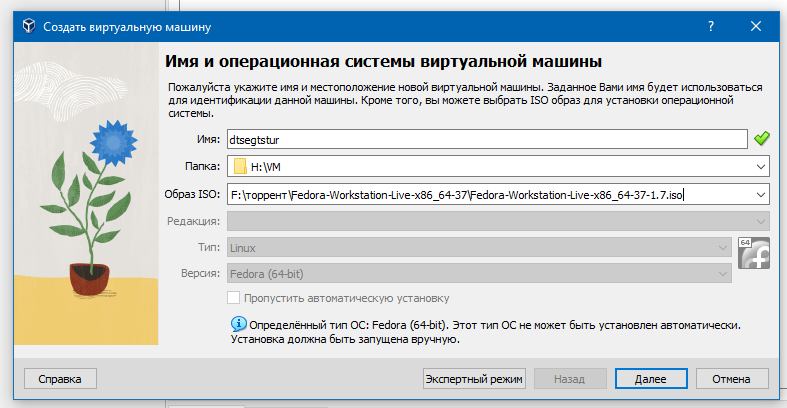 Создать виртуальную машину
Имя и операционная системы виртуальной машины
Пожалуйста укажите имя и местоположение новой виртуальной машины. Заданное Вами имя будет использоваться
для идентификации данной машины. Кроме того, вы можете выбрать ISO образ для установки операционной
системы.
Имя: dtsegtstur
Папка: H:\VM
Образ ISO: F:\торрент\Fedora-Workstation-Live-x86_64-37\Fedora-Workstation-Live-x86_64-37-1.7.iso
Редакция:
Тип: Linux
64
Версия: Fedora (64-bit)
Пропустить автоматическую установку
Определённый тип ОС: Fedora (64-bit). Этот тип ОС не может быть установлен автоматически.
Установка должна быть запущена вручную.
Справка Экспертный режим Назад Далее Отмена